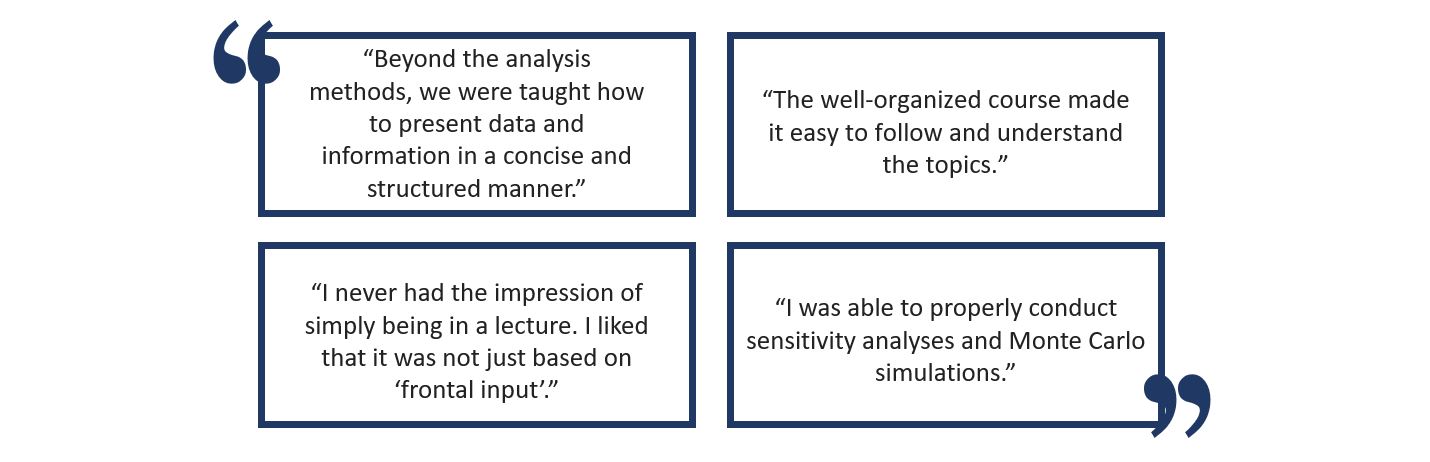 “Beyond the analysis
methods, we were taught how
to present data and
information in a concise and
structured manner.”
“The well-organized course made
it easy to follow and understand
the topics.”
“I never had the impression of
simply being in a lecture. I liked
that it was not just based on
‘frontal input’.”
“I was able to properly conduct
sensitivity analyses and Monte Carlo
simulations.”